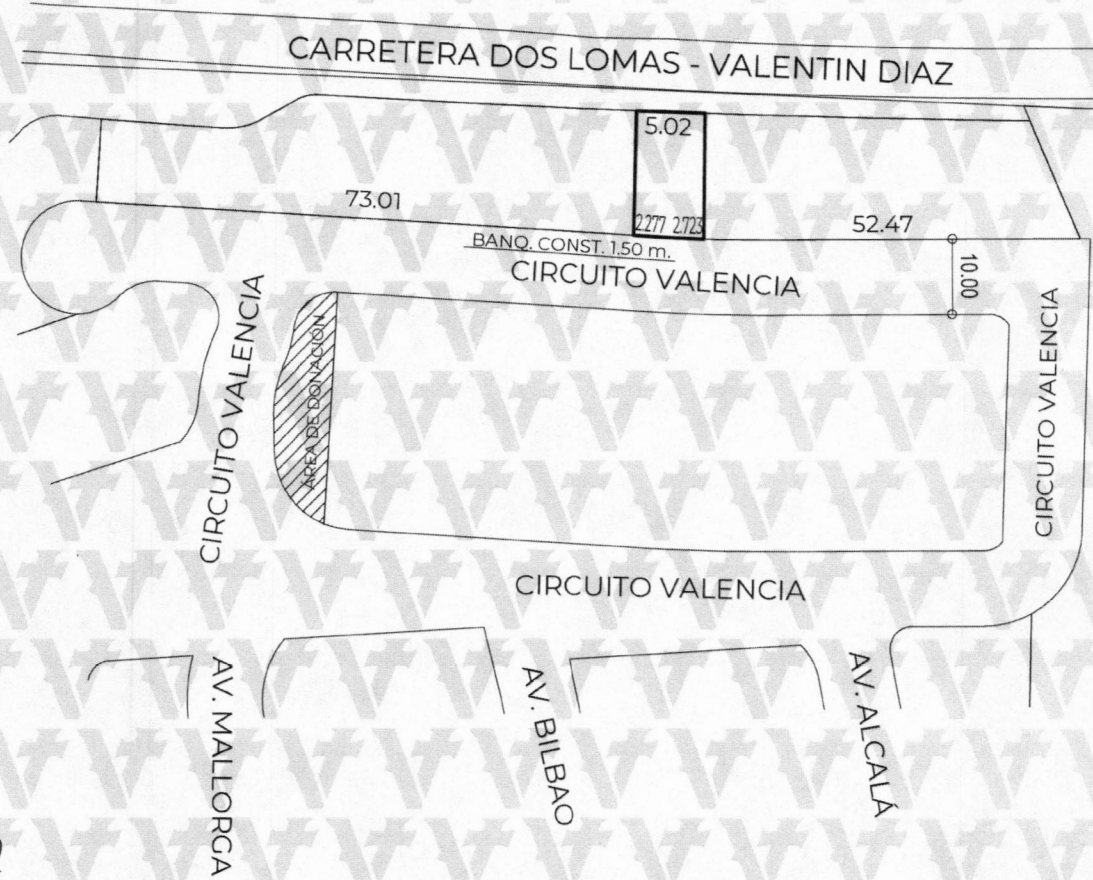 CARRETERA DOS LOMAS - VALENTIN DIAZ
5.02
73.01
2.277 2.723
52.47
BANQ. CONST. 1.50 m.
CIRCUITO VALENCIA
10.00
CIRCUITO VALENCIA
ÁREA DE DONACIÓN
CIRCUITO VALENCIA
CIRCUITO VALENCIA
AV. MALLORGA
AV. BILBAO
AV. ALCALÁ